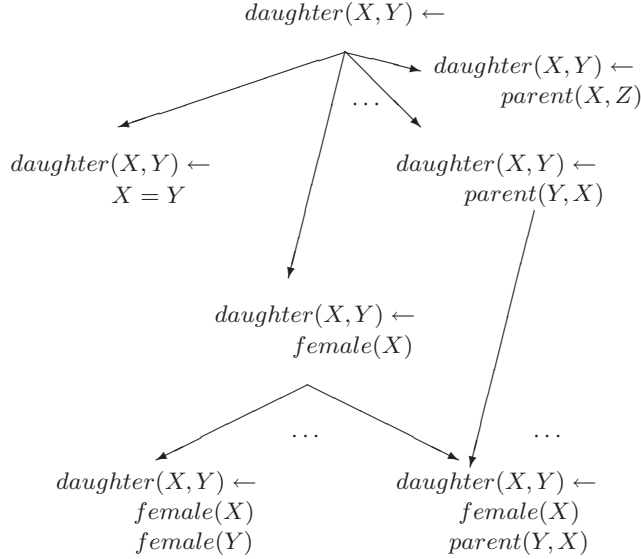 daughter(X, Y) ←
daughter(X, Y) ←
parent(X, Z)
...
daughter(X, Y) ←
X = Y
daughter(X, Y) ←
parent(Y, X)
daughter(X, Y) ←
female(X)
...
...
daughter(X, Y) ←
female(X)
female(Y)
daughter(X, Y) ←
female(X)
parent(Y, X)